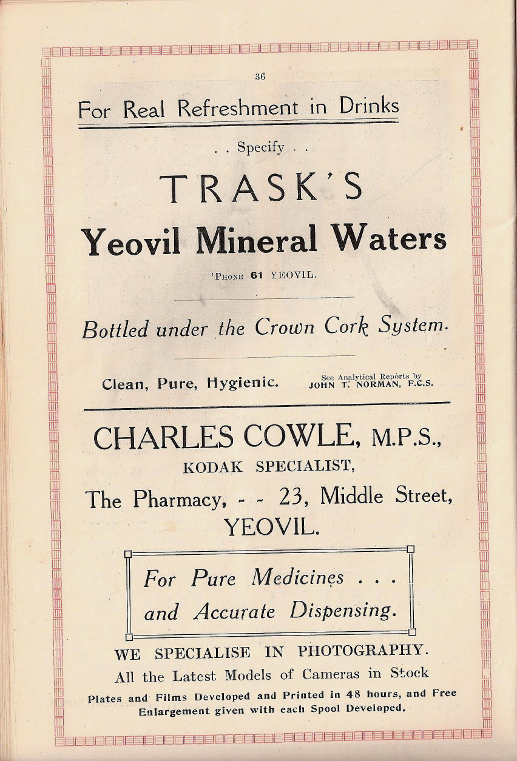 36
For Real Refreshment in Drinks
. . Specify . .
TRASK'S
Yeovil Mineral Waters
'Phone 61 YEOVIL.
Bottled under the Crown Cork System.
Clean, Pure, Hygienic.
See Analytical Reports by
JOHN T. NORMAN, F.C.S.
CHARLES COWLE, M.P.S.,
KODAK SPECIALIST,
The Pharmacy, - - 23, Middle Street,
YEOVIL.
For Pure Medicines . . .
and Accurate Dispensing.
WE SPECIALISE IN PHOTOGRAPHY.
All the Latest Models of Cameras in Stock
Plates and Films Developed and Printed in 48 hours, and Free
Enlargement given with each Spool Developed.